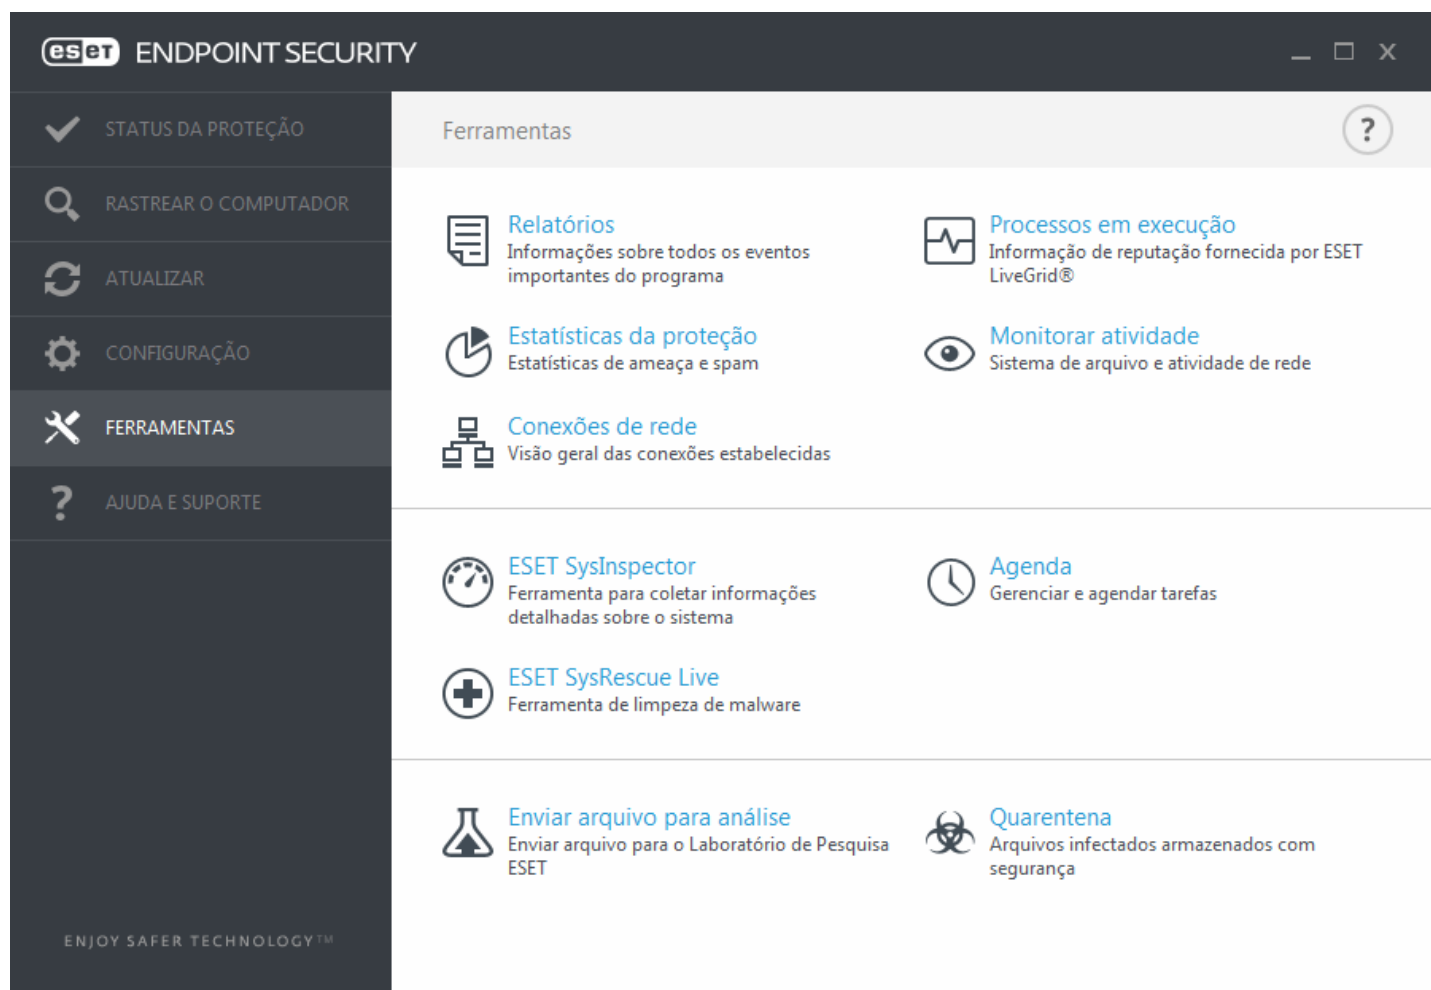 eset ENDPOINT SECURITY
STATUS DA PROTEÇÃO
RASTREAR O COMPUTADOR
ATUALIZAR
CONFIGURAÇÃO
FERRAMENTAS
AJUDA E SUPORTE
ENJOY SAFER TECHNOLOGY™
Ferramentas
?
Relatórios
Informações sobre todos os eventos
importantes do programa
Processos em execução
Informação de reputação fornecida por ESET
LiveGrid®
Estatísticas da proteção
Estatísticas de ameaça e spam
Monitorar atividade
Sistema de arquivo e atividade de rede
Conexões de rede
Visão geral das conexões estabelecidas
ESET SysInspector
Ferramenta para coletar informações
detalhadas sobre o sistema
Agenda
Gerenciar e agendar tarefas
ESET SysRescue Live
Ferramenta de limpeza de malware
Enviar arquivo para análise
Enviar arquivo para o Laboratório de Pesquisa
ESET
Quarentena
Arquivos infectados armazenados com
segurança